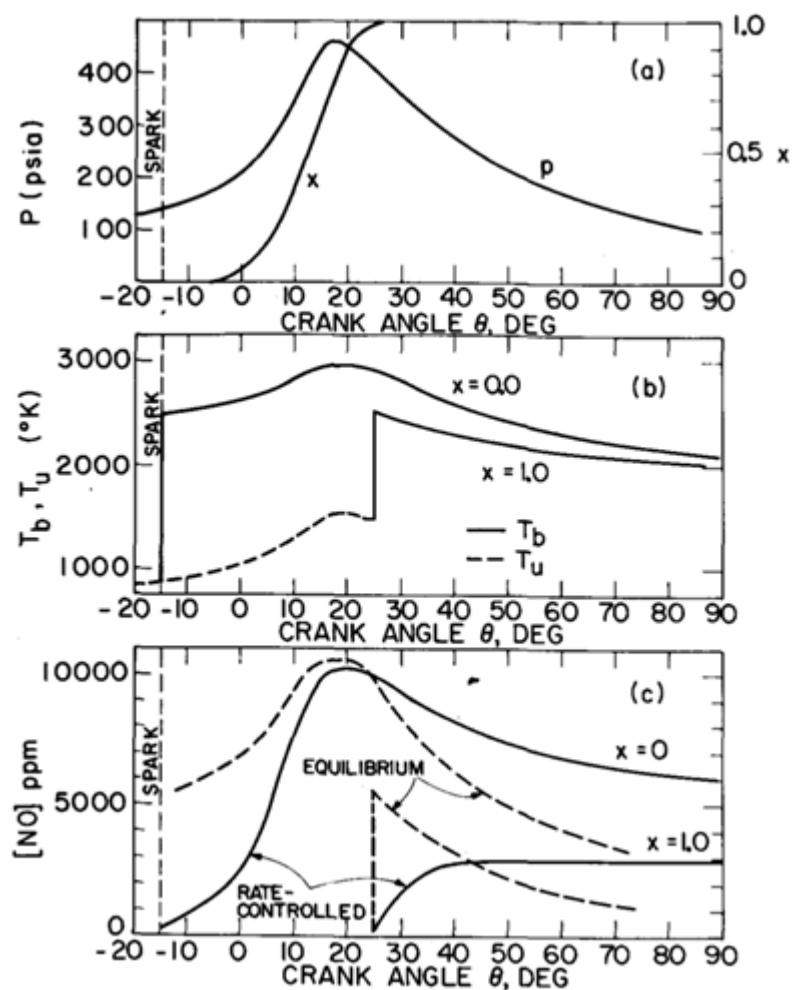 (a)
P (psia)
400
300
200
100
SPARK
x
p
1.0
0.5 x
0
-20 -10 0 10 20 30 40 50 60 70 80 90
CRANK ANGLE θ, DEG
(b)
T_b, T_u (°K)
3000
2000
1000
SPARK
x=0.0
x=1.0
T_b
T_u
-20 -10 0 10 20 30 40 50 60 70 80 90
CRANK ANGLE θ, DEG
(c)
[NO] ppm
10000
5000
0
SPARK
x=0
EQUILIBRIUM
x=1.0
RATE-
CONTROLLED
-20 -10 0 10 20 30 40 50 60 70 80 90
CRANK ANGLE θ, DEG